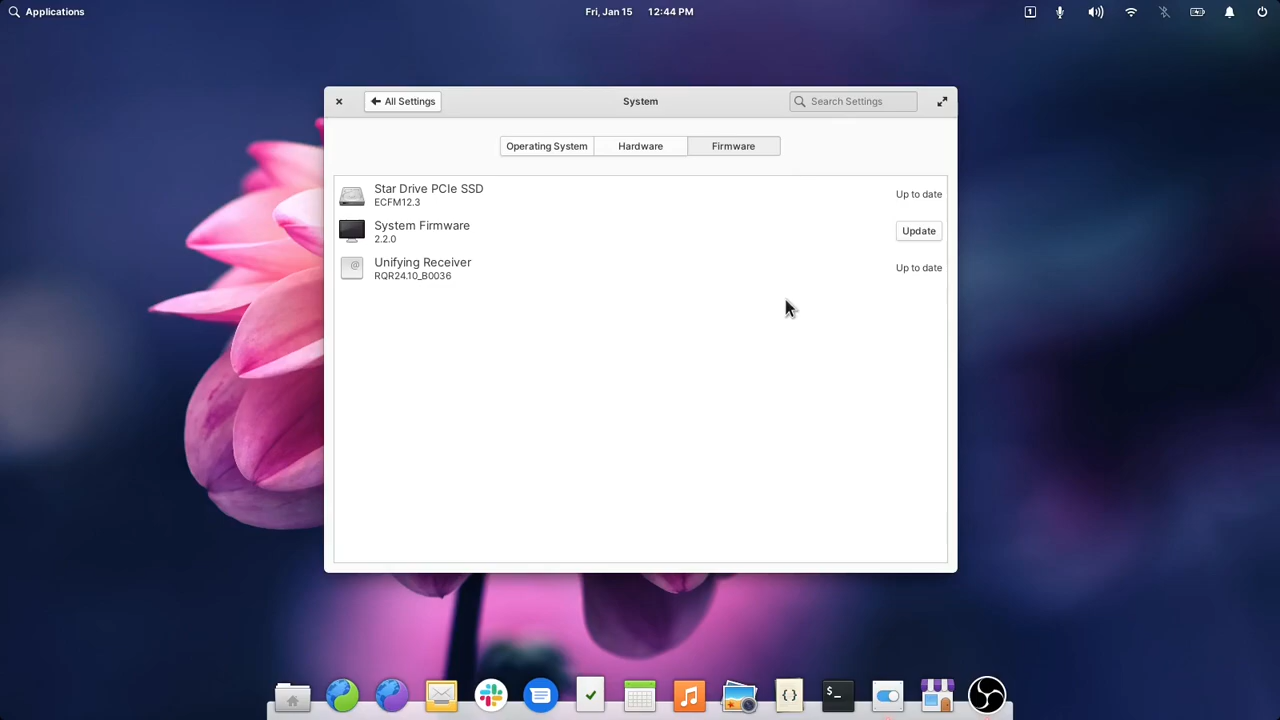 Applications
Fri, Jan 15 12:44 PM
1
All Settings
System
Search Settings
Operating System
Hardware
Firmware
Star Drive PCIe SSD
ECFM12.3
Up to date
System Firmware
2.2.0
Update
@
Unifying Receiver
RQR24.10_B0036
Up to date
{ }
$_